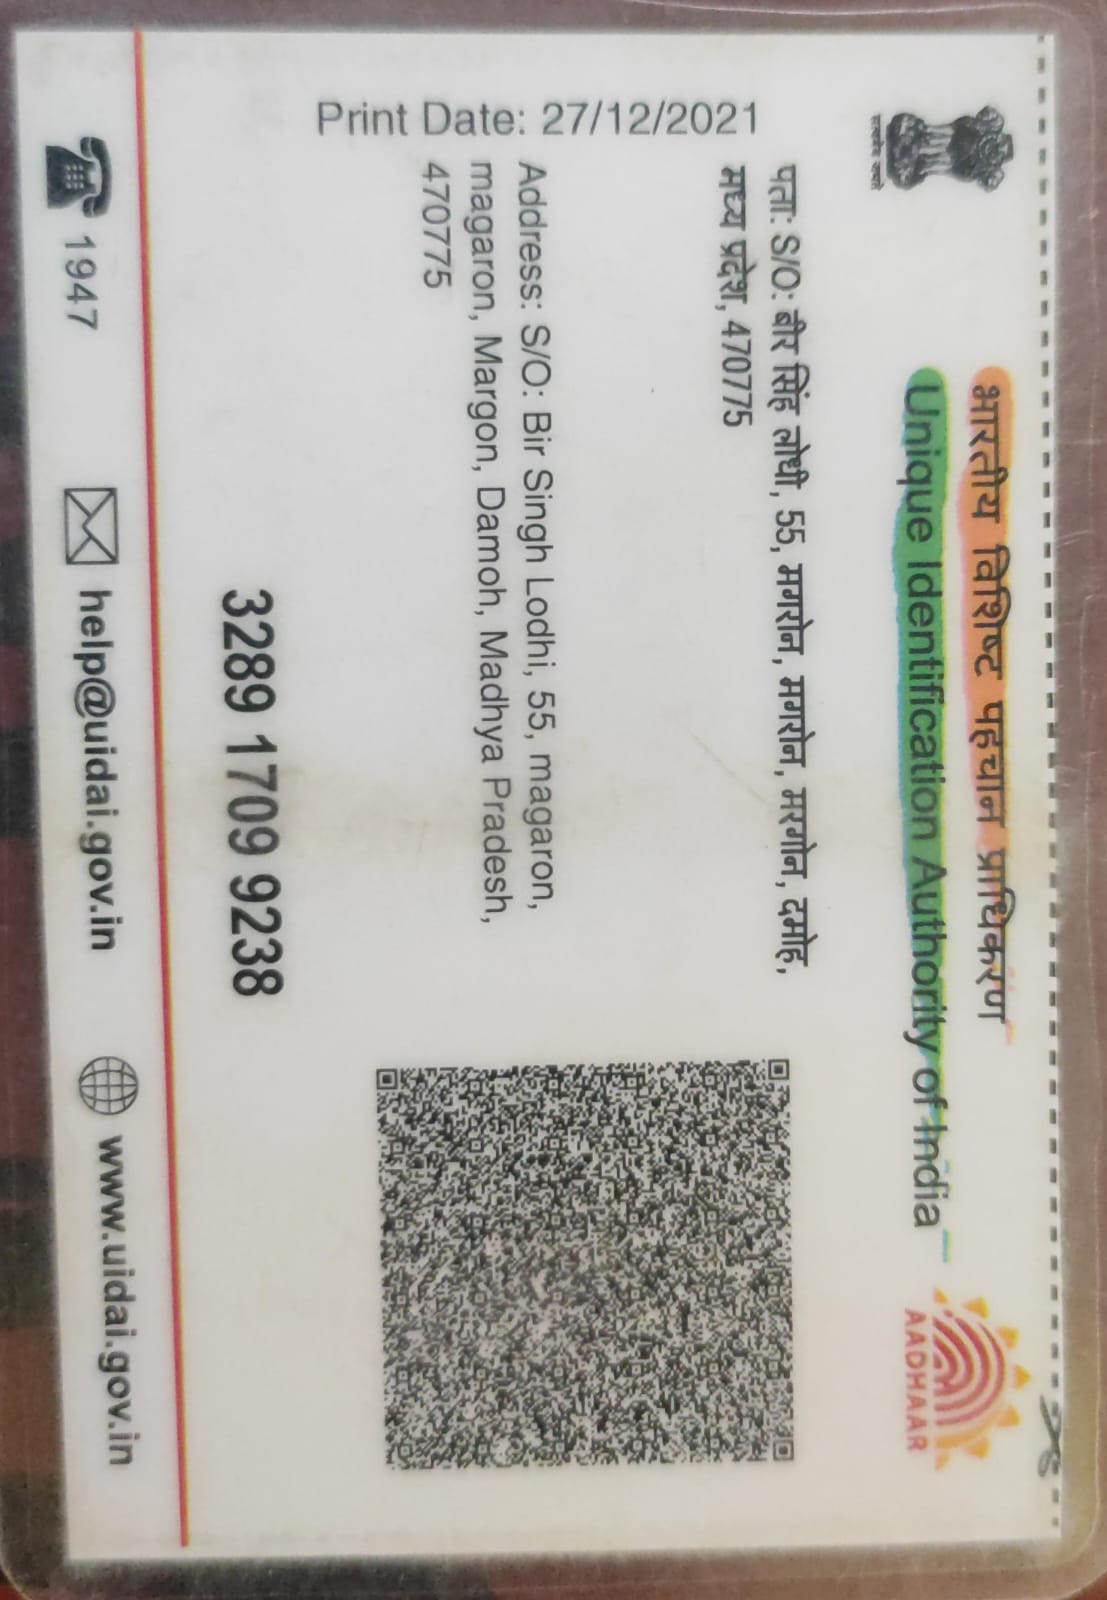 भारतीय विशिष्ट पहचान प्राधिकरण
Unique Identification Authority of India
सत्यमेव जयते
AADHAAR
पता: S/O: बीर सिंह लोधी, 55, मगरोन, मगरोन, मरगोन, दमोह,
मध्य प्रदेश, 470775
Print Date: 27/12/2021
Address: S/O: Bir Singh Lodhi, 55, magaron,
magaron, Margon, Damoh, Madhya Pradesh,
470775
3289 1709 9238
1947
help@uidai.gov.in
www.uidai.gov.in